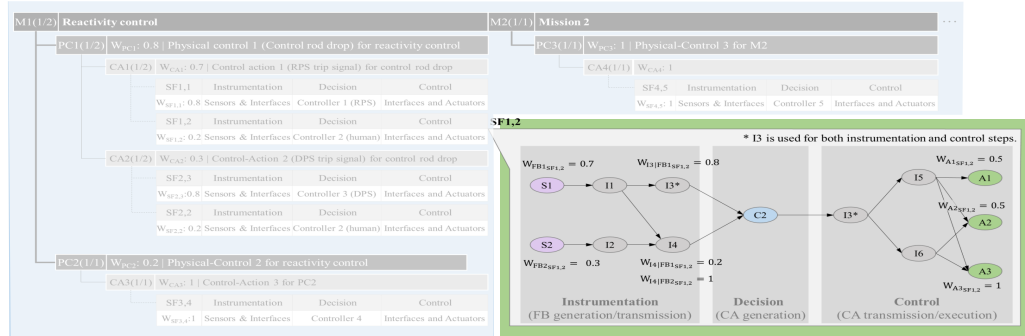 M1(1/2) Reactivity control
PC1(1/2) W_PC1: 0.8 | Physical control 1 (Control rod drop) for reactivity control
CA1(1/2) W_CA1: 0.7 | Control action 1 (RPS trip signal) for control rod drop
SF1,1 Instrumentation Decision Control
W_SF1,1: 0.8 Sensors & Interfaces Controller 1 (RPS) Interfaces and Actuators
SF1,2 Instrumentation Decision Control
W_SF1,2: 0.2 Sensors & Interfaces Controller 2 (human) Interfaces and Actuators
CA2(1/2) W_CA2: 0.3 | Control-Action 2 (DPS trip signal) for control rod drop
SF2,3 Instrumentation Decision Control
W_SF2,3:0.8 Sensors & Interfaces Controller 3 (DPS) Interfaces and Actuators
SF2,2 Instrumentation Decision Control
W_SF2,2: 0.2 Sensors & Interfaces Controller 2 (human) Interfaces and Actuators
PC2(1/1) W_PC2: 0.2 | Physical-Control 2 for reactivity control
CA3(1/1) W_CA3: 1 | Control-Action 3 for PC2
SF3,4 Instrumentation Decision Control
W_SF3,4:1 Sensors & Interfaces Controller 4 Interfaces and Actuators
M2(1/1) Mission 2 ...
PC3(1/1) W_PC3: 1 | Physical-Control 3 for M2
CA4(1/1) W_CA4: 1
SF4,5 Instrumentation Decision Control
W_SF4,5: 1 Sensors & Interfaces Controller 5 Interfaces and Actuators
SF1,2
* I3 is used for both instrumentation and control steps.
W_FB1SF1,2 = 0.7 W_I3|FB1SF1,2 = 0.8 W_A1SF1,2 = 0.5
S1 I1 I3* I5 A1
W_A2SF1,2 = 0.5
C2 I3* A2
S2 I2 I4 I6 A3
W_FB2SF1,2 = 0.3 W_I4|FB1SF1,2 = 0.2
W_I4|FB2SF1,2 = 1 W_A3SF1,2 = 1
Instrumentation Decision Control
(FB generation/transmission) (CA generation) (CA transmission/execution)